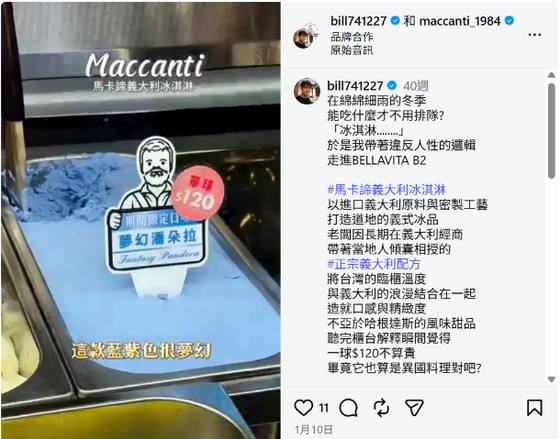 Maccanti
馬卡諦義大利冰淇淋
單球
$120
期間限定口味
夢幻潘朵拉
Fantasy Pandora
這款藍紫色很夢幻
bill741227 和 maccanti_1984
品牌合作
原始音訊
bill741227 40週
在綿綿細雨的冬季
能吃什麼才不用排隊?
「冰淇淋........」
於是我帶著違反人性的邏輯
走進BELLAVITA B2
#馬卡諦義大利冰淇淋
以進口義大利原料與密製工藝
打造道地的義式冰品
老闆因長期在義大利經商
帶著當地人傾囊相授的
#正宗義大利配方
將台灣的臨櫃溫度
與義大利的浪漫結合在一起
造就口感與精緻度
不亞於哈根達斯的風味甜品
聽完櫃台解釋瞬間覺得
一球$120不算貴
畢竟它也算是異國料理對吧?
11
1月10日